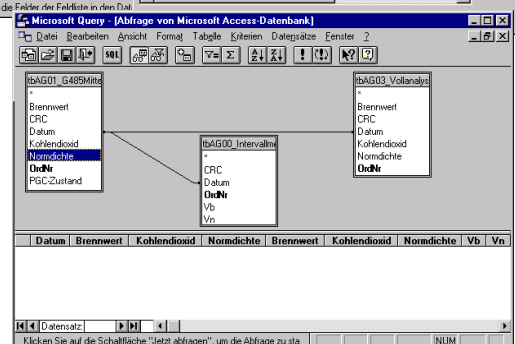 die Felder der Feldliste in den Dat
Microsoft Query - [Abfrage von Microsoft Access-Datenbank]
Datei Bearbeiten Ansicht Format Tabelle Kriterien Datensätze Fenster ?
SQL
tbAG01_G485Mitte
*
Brennwert
CRC
Datum
Kohlendioxid
Normdichte
OrdNr
PGC-Zustand
tbAG00_Intervallme
*
CRC
Datum
OrdNr
Vb
Vn
tbAG03_Vollanalys
*
Brennwert
CRC
Datum
Kohlendioxid
Normdichte
OrdNr
Datum Brennwert Kohlendioxid Normdichte Brennwert Kohlendioxid Normdichte Vb Vn
Datensatz:
Klicken Sie auf die Schaltfläche "Jetzt abfragen", um die Abfrage zu sta
NUM